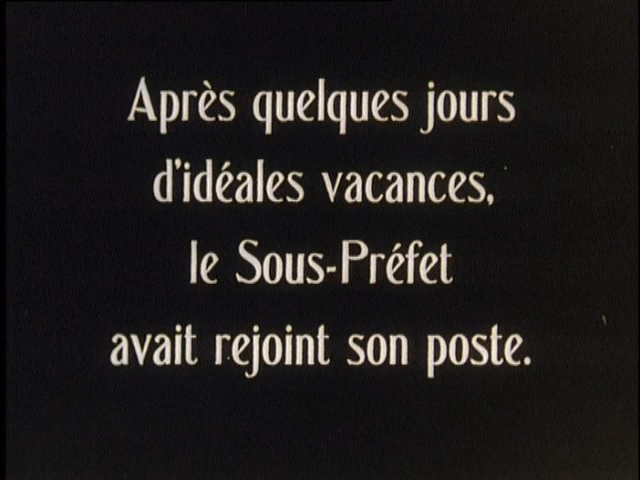 Après quelques jours
d'idéales vacances,
le Sous-Préfet
avait rejoint son poste.